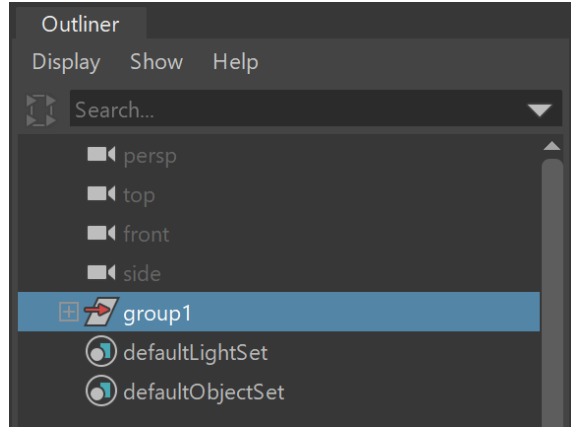 Outliner
Display Show Help
Search...
persp
top
front
side
group1
defaultLightSet
defaultObjectSet